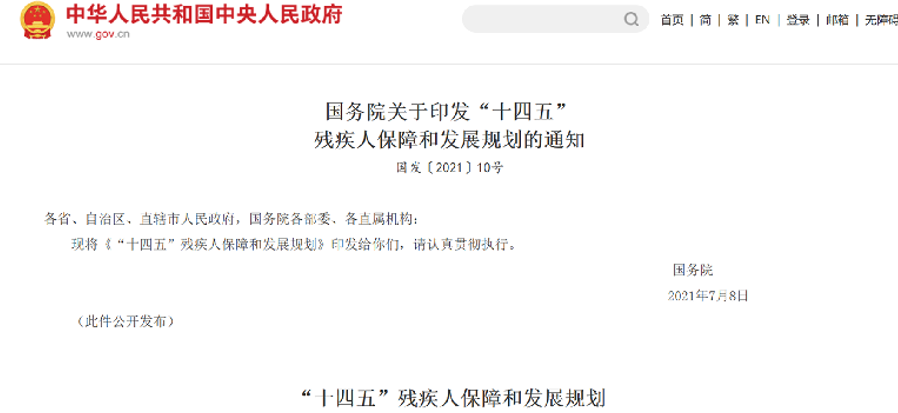 中华人民共和国中央人民政府
www.gov.cn
首页 | 简 | 繁 | EN | 登录 | 邮箱 | 无障碍
国务院关于印发“十四五”
残疾人保障和发展规划的通知
国发〔2021〕10号
各省、自治区、直辖市人民政府，国务院各部委、各直属机构：
现将《“十四五”残疾人保障和发展规划》印发给你们，请认真贯彻执行。
国务院
2021年7月8日
（此件公开发布）
“十四五”残疾人保障和发展规划